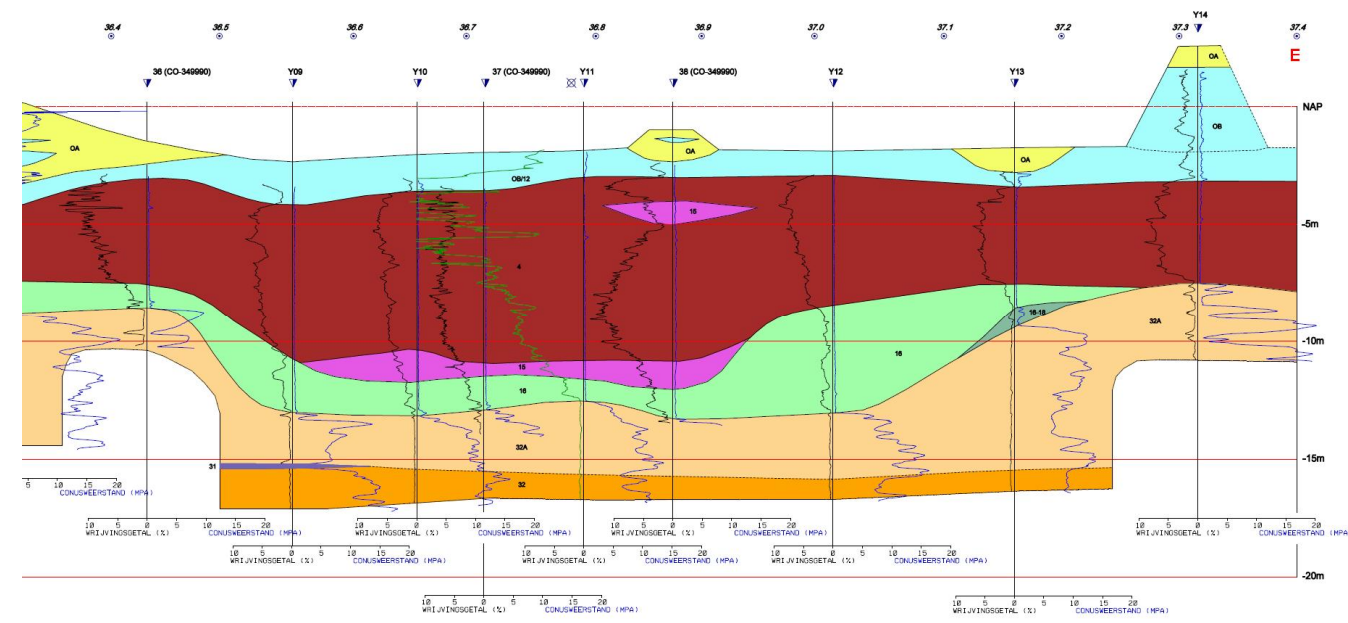 36.4 36.5 36.6 36.7 36.8 36.9 37.0 37.1 37.2 37.3 37.4
Y14
E
36 (CO-349990) Y09 Y10 37 (CO-349990) Y11 38 (CO-349990) Y12 Y13
OA
NAP
OB
OA
OA
OA
OB/12
15
-5m
4
16-18
32A
-10m
16
15
16
32A
-15m
31
32
5 10 15 20
CONUSWEERSTAND (MPA)
10 5 0 5 10 15 20
WRIJVINGSGETAL (%) CONUSWEERSTAND (MPA)
10 5 0 5 10 15 20
WRIJVINGSGETAL (%) CONUSWEERSTAND (MPA)
10 5 0 5 10 15 20
WRIJVINGSGETAL (%) CONUSWEERSTAND (MPA)
10 5 0 5 10 15 20
WRIJVINGSGETAL (%) CONUSWEERSTAND (MPA)
10 5 0 5 10 15 20
WRIJVINGSGETAL (%) CONUSWEERSTAND (MPA)
10 5 0 5 10 15 20
WRIJVINGSGETAL (%) CONUSWEERSTAND (MPA)
10 5 0 5 10 15 20
WRIJVINGSGETAL (%) CONUSWEERSTAND (MPA)
-20m
10 5 0 5 10 15 20
WRIJVINGSGETAL (%) CONUSWEERSTAND (MPA)
10 5 0 5 10 15 20
WRIJVINGSGETAL (%) CONUSWEERSTAND (MPA)